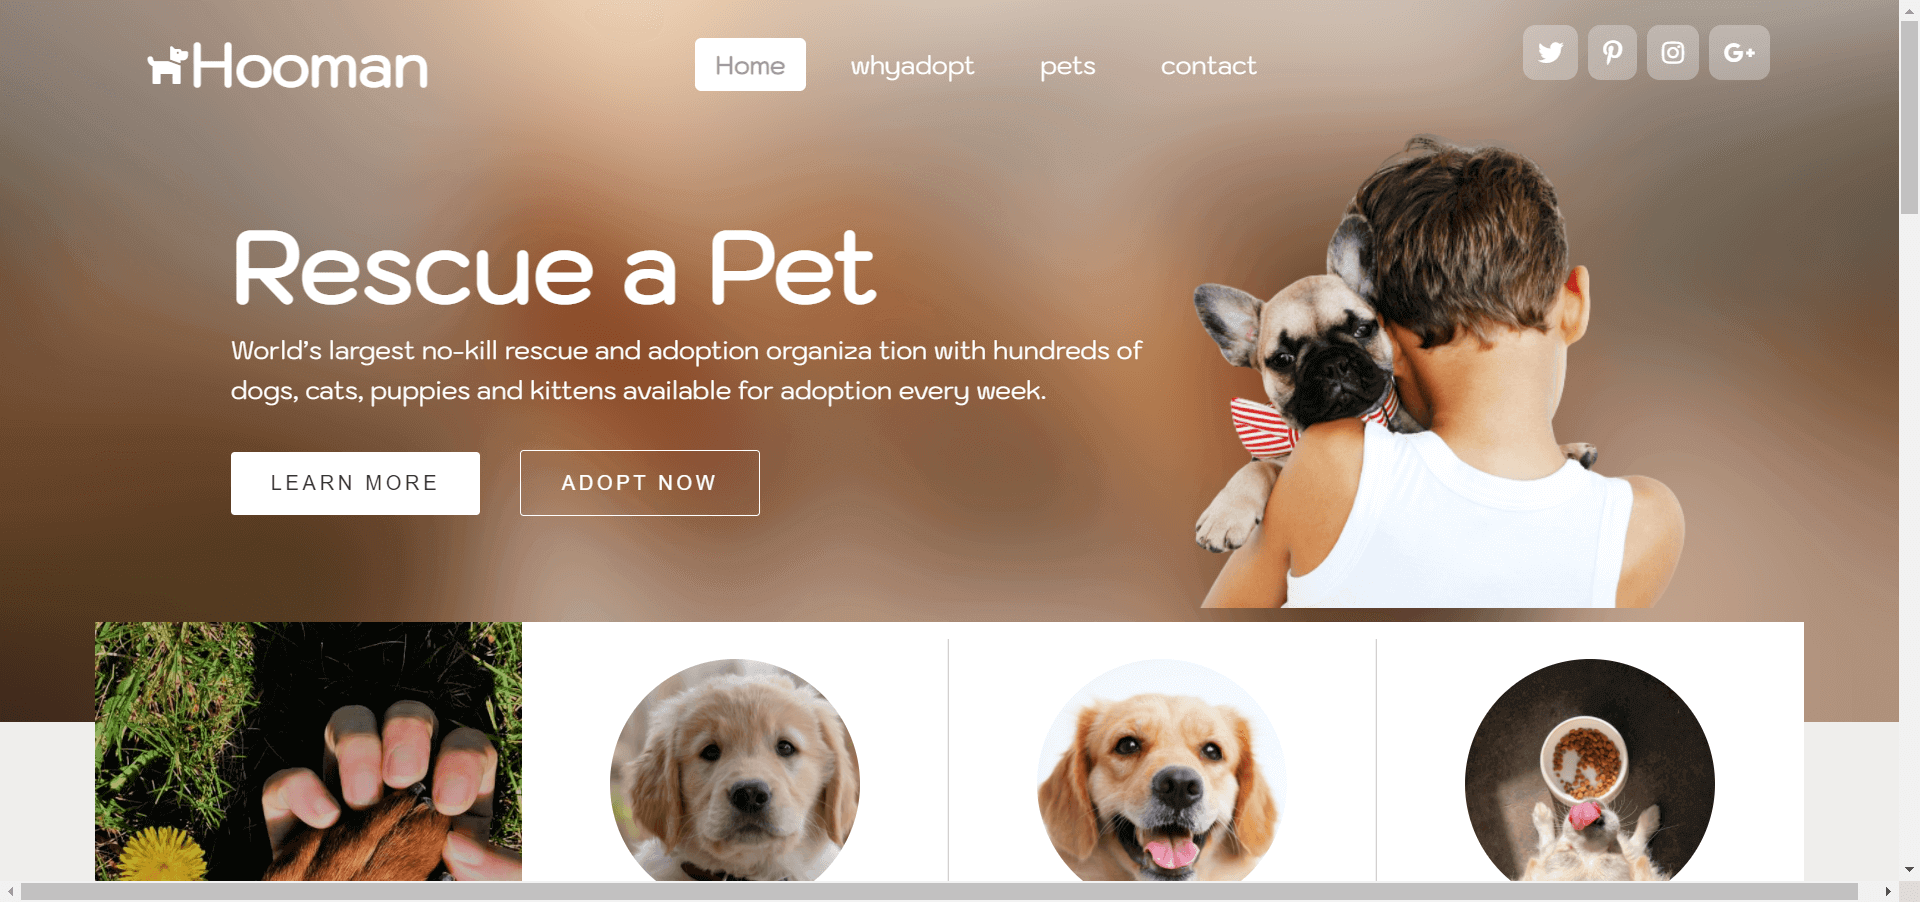 Hooman
Home
whyadopt
pets
contact
G+
Rescue a Pet
World’s largest no-kill rescue and adoption organiza tion with hundreds of
dogs, cats, puppies and kittens available for adoption every week.
LEARN MORE
ADOPT NOW